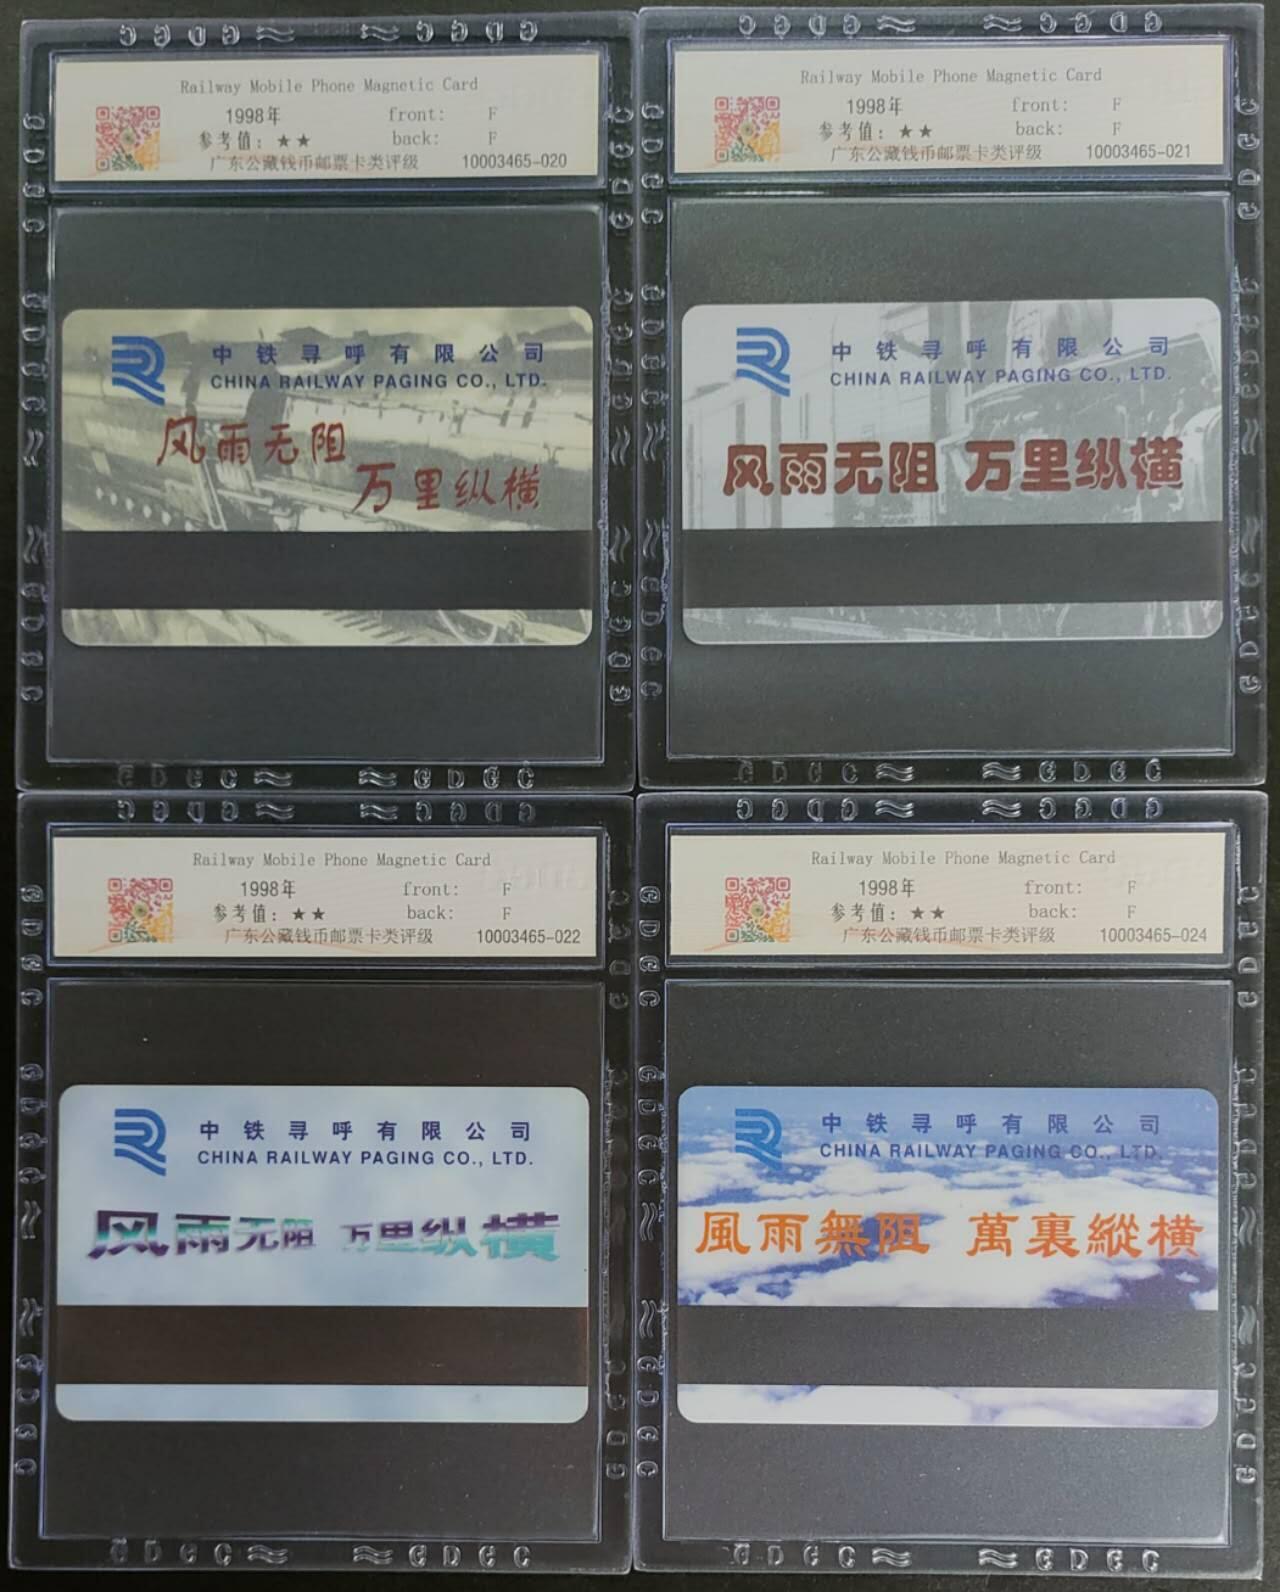 Railway Mobile Phone Magnetic Card
1998年 front: F
参考值：★★ back: F
广东公藏钱币邮票卡类评级 10003465-020
中铁寻呼有限公司
CHINA RAILWAY PAGING CO., LTD.
风雨无阻
万里纵横
GDGC GDGC
Railway Mobile Phone Magnetic Card
1998年 front: F
参考值：★★ back: F
广东公藏钱币邮票卡类评级 10003465-021
中铁寻呼有限公司
CHINA RAILWAY PAGING CO., LTD.
风雨无阻 万里纵横
GDGC GDGC
Railway Mobile Phone Magnetic Card
1998年 front: F
参考值：★★ back: F
广东公藏钱币邮票卡类评级 10003465-022
中铁寻呼有限公司
CHINA RAILWAY PAGING CO., LTD.
风雨无阻 万里纵横
GDGC GDGC
Railway Mobile Phone Magnetic Card
1998年 front: F
参考值：★★ back: F
广东公藏钱币邮票卡类评级 10003465-024
中铁寻呼有限公司
CHINA RAILWAY PAGING CO., LTD.
風雨無阻 萬裏縱横
GDGC GDGC